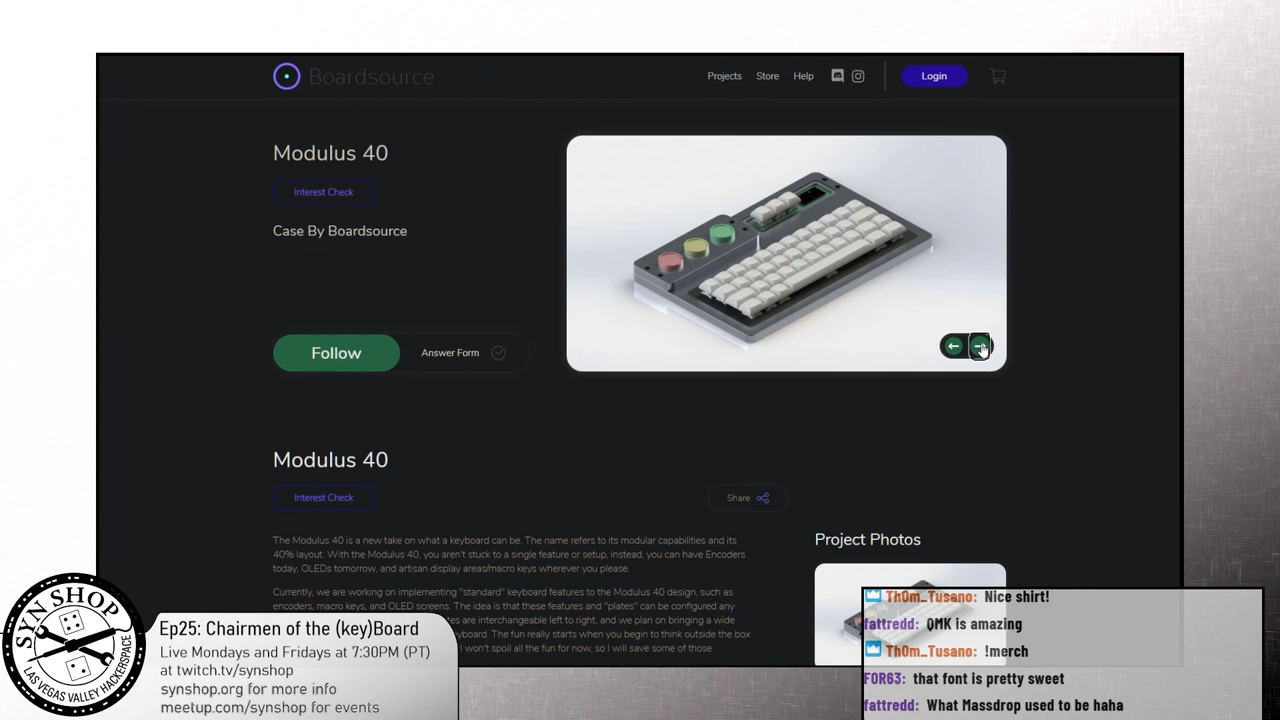 Boardsource
Projects Store Help Login
Modulus 40
Interest Check
Case By Boardsource
Follow Answer Form
Modulus 40
Interest Check Share
The Modulus 40 is a new take on what a keyboard can be. The name refers to its modular capabilities and its
40% layout. With the Modulus 40, you aren't stuck to a single feature or setup, instead, you can have Encoders
today, OLEDs tomorrow, and artisan display areas/macro keys wherever you please.
Currently, we are working on implementing "standard" keyboard features to the Modulus 40 design, such as
encoders, macro keys, and OLED screens. The idea is that these features and "plates" can be configured any
are interchangeable left to right, and we plan on bringing a wide
keyboard. The fun really starts when you begin to think outside the box
I won't spoil all the fun for now, so I will save some of those
Project Photos
SYN SHOP
LAS VEGAS VALLEY HACKERSPACE
Ep25: Chairmen of the (key)Board
Live Mondays and Fridays at 7:30PM (PT)
at twitch.tv/synshop
synshop.org for more info
meetup.com/synshop for events
Th0m_Tusano: Nice shirt!
fattredd: QMK is amazing
Th0m_Tusano: !merch
FOR63: that font is pretty sweet
fattredd: What Massdrop used to be haha